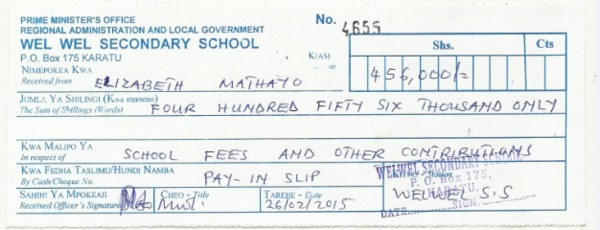 PRIME MINISTER'S OFFICE
REGIONAL ADMINISTRATION AND LOCAL GOVERNMENT
WEL WEL SECONDARY SCHOOL
P.O. Box 175 KARATU
No. 4655
KIASI
Shs. Cts
456,000/=
NIMEPOKEA KWA
Received from ELIZABETH MATHAYO
JUMLA YA SHILINGI (Kwa maneno)
The Sum of Shillings (Words) FOUR HUNDRED FIFTY SIX THOUSAND ONLY
KWA MALIPO YA
In respect of SCHOOL FEES AND OTHER CONTRIBUTIONS
KWA FEDHA TASLIMU/HUNDI NAMBA
By Cash/Cheque No. PAY-IN SLIP
WELWEL SECONDARY SCHOOL
P. O. Box 175,
KARATU.
DATE SIGN
SAHIHI YA MPOKEAJI
Received Officer's Signature
CHEO - Title
TAREHE - Date
26/02/2015
WELWEL S.S